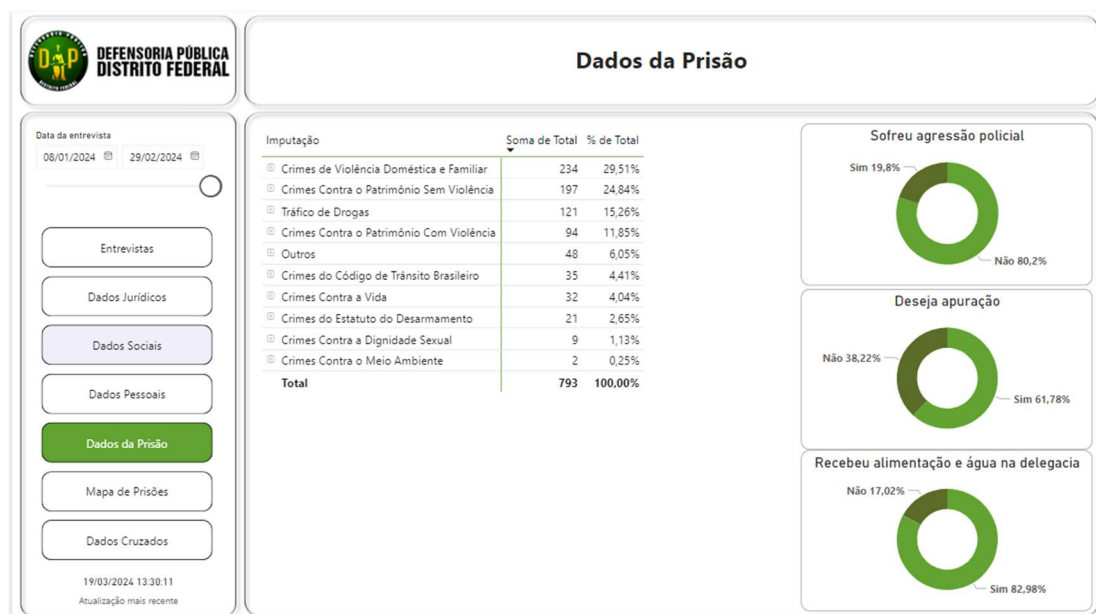 DEFENSORIA PÚBLICA
DISTRITO FEDERAL
Dados da Prisão
Data da entrevista
08/01/2024 29/02/2024
Entrevistas
Dados Jurídicos
Dados Sociais
Dados Pessoais
Dados da Prisão
Mapa de Prisões
Dados Cruzados
19/03/2024 13:30:11
Atualização mais recente
Imputação Soma de Total % de Total
Crimes de Violência Doméstica e Familiar 234 29,51%
Crimes Contra o Patrimônio Sem Violência 197 24,84%
Tráfico de Drogas 121 15,26%
Crimes Contra o Patrimônio Com Violência 94 11,85%
Outros 48 6,05%
Crimes do Código de Trânsito Brasileiro 35 4,41%
Crimes Contra a Vida 32 4,04%
Crimes do Estatuto do Desarmamento 21 2,65%
Crimes Contra a Dignidade Sexual 9 1,13%
Crimes Contra o Meio Ambiente 2 0,25%
Total 793 100,00%
Sofreu agressão policial
Sim 19,8%
Não 80,2%
Deseja apuração
Não 38,22%
Sim 61,78%
Recebeu alimentação e água na delegacia
Não 17,02%
Sim 82,98%